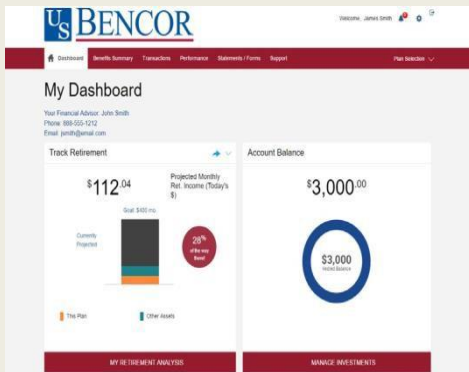 US BENCOR
Welcome, James Smith
Dashboard Benefits Summary Transactions Performance Statements / Forms Support Plan Selection
My Dashboard
Your Financial Advisor: John Smith
Phone: 888-555-1212
Email: jsmith@email.com
Track Retirement
$112.04
Projected Monthly
Ret. Income (Today's
$)
Goal: $400 mo.
Currently
Projected
28%
of the way
there!
This Plan
Other Assets
MY RETIREMENT ANALYSIS
Account Balance
$3,000.00
$3,000
Vested Balance
MANAGE INVESTMENTS